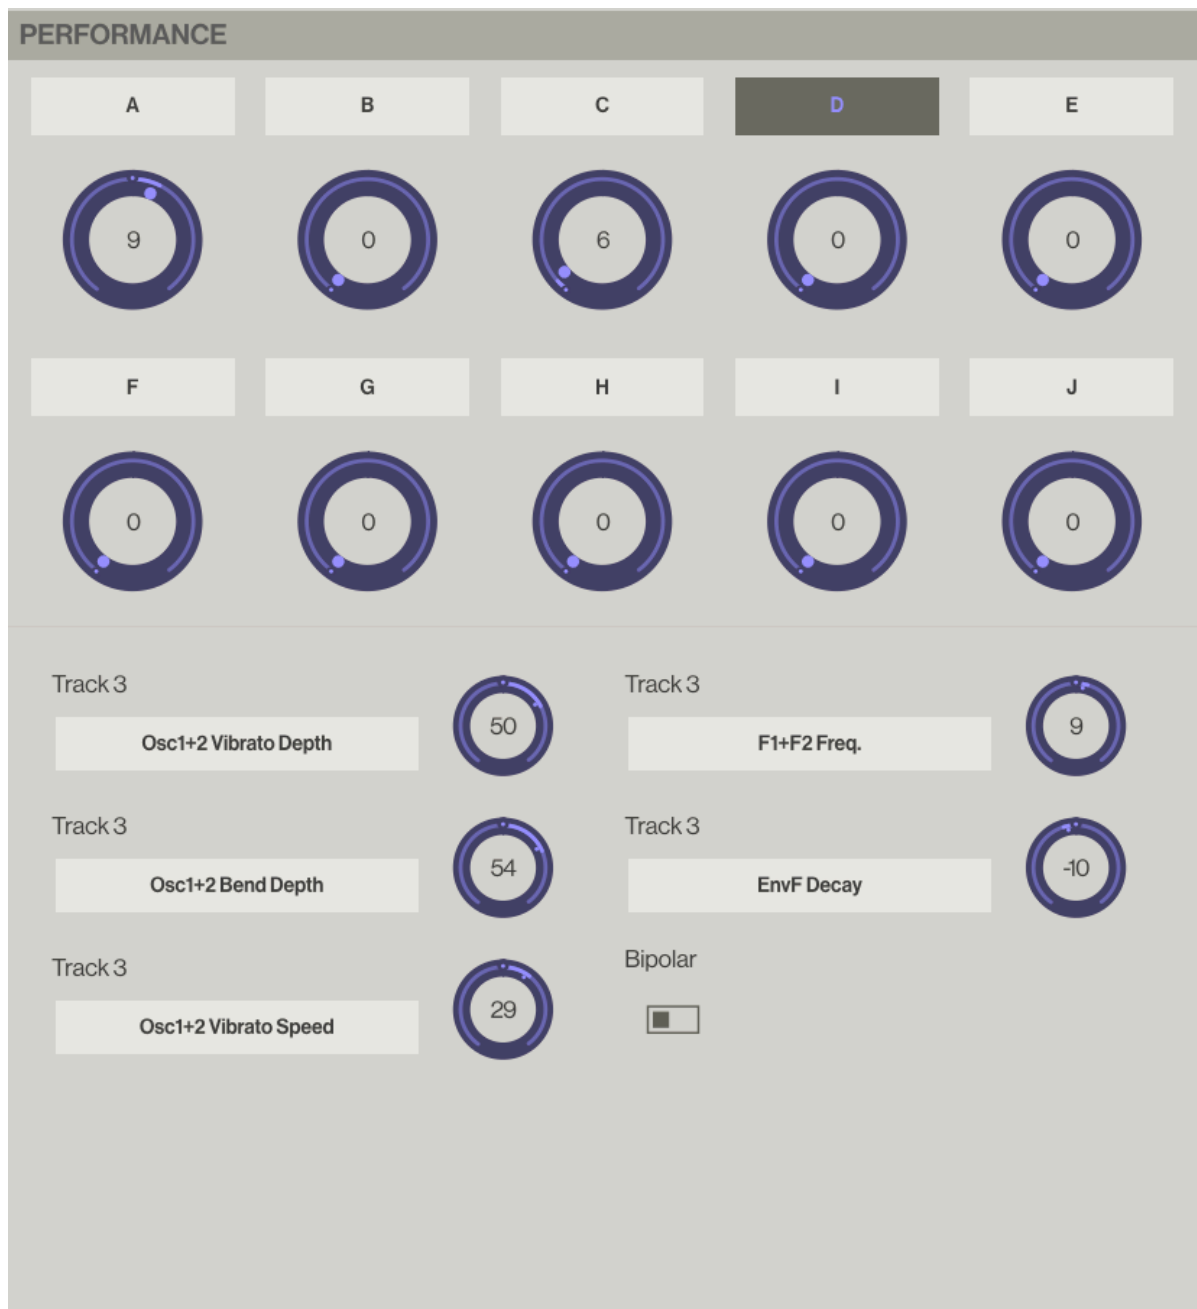 PERFORMANCE
A B C D E
9 0 6 0 0
F G H I J
0 0 0 0 0
Track 3
Osc1+2 Vibrato Depth
50
Track 3
F1+F2 Freq.
9
Track 3
Osc1+2 Bend Depth
54
Track 3
EnvF Decay
-10
Track 3
Osc1+2 Vibrato Speed
29
Bipolar